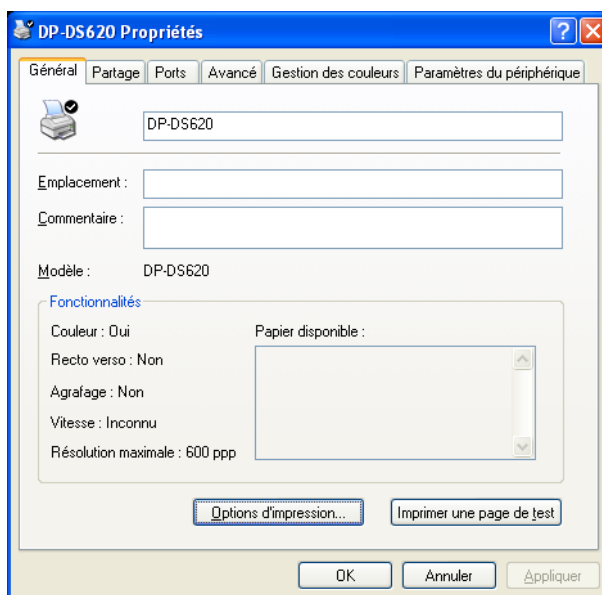 DP-DS620 Propriétés
Général Partage Ports Avancé Gestion des couleurs Paramètres du périphérique
DP-DS620
Emplacement :
Commentaire :
Modèle : DP-DS620
Fonctionnalités
Couleur : Oui Papier disponible :
Recto verso : Non
Agrafage : Non
Vitesse : Inconnu
Résolution maximale : 600 ppp
Options d'impression... Imprimer une page de test
OK Annuler Appliquer